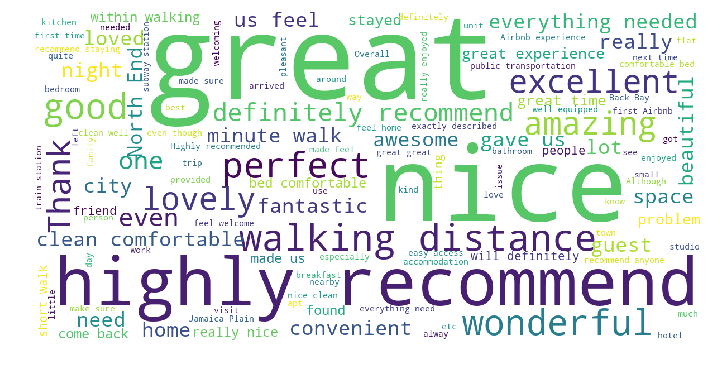 kitchen
within walking
us feel
stayed
definitely
everything needed
needed
unit
first time
loved
recommend staying
subway station
welcoming
great
pleasant
Overall
really enjoyed
great experience
Airbnb experience
flat
really
next time
quite
night
made sure
North End
around
public transportation
excellent
comfortable bed
bedroom
arrived
way
great time
Back Bay
good
best
definitely recommend
well equipped
first Airbnb
beautiful
Thank
clean well
even though
minute walk
feel home
exactly described
amazing
Highly recommended
made feel
awesome
gave us
bathroom
people
lot
got
see
enjoyed
train station
family
one
trip
great great
nice
thing
issue
small
Although
felt
provided
perfect
city
bed comfortable
kind
love
know
space
person
lovely
use
friend
even
fantastic
feel welcome
problem
clean comfortable
walking distance
town
guest
studio
work
made us
especially
easy access
accommodation
will definitely
recommend anyone
day
breakfast
nearby
short walk
little
highly recommend
nice clean
apt
everything need
make sure
visit
found
much
need
Jamaica Plain
wonderful
come back
home
really nice
convenient
alway
etc
hotel